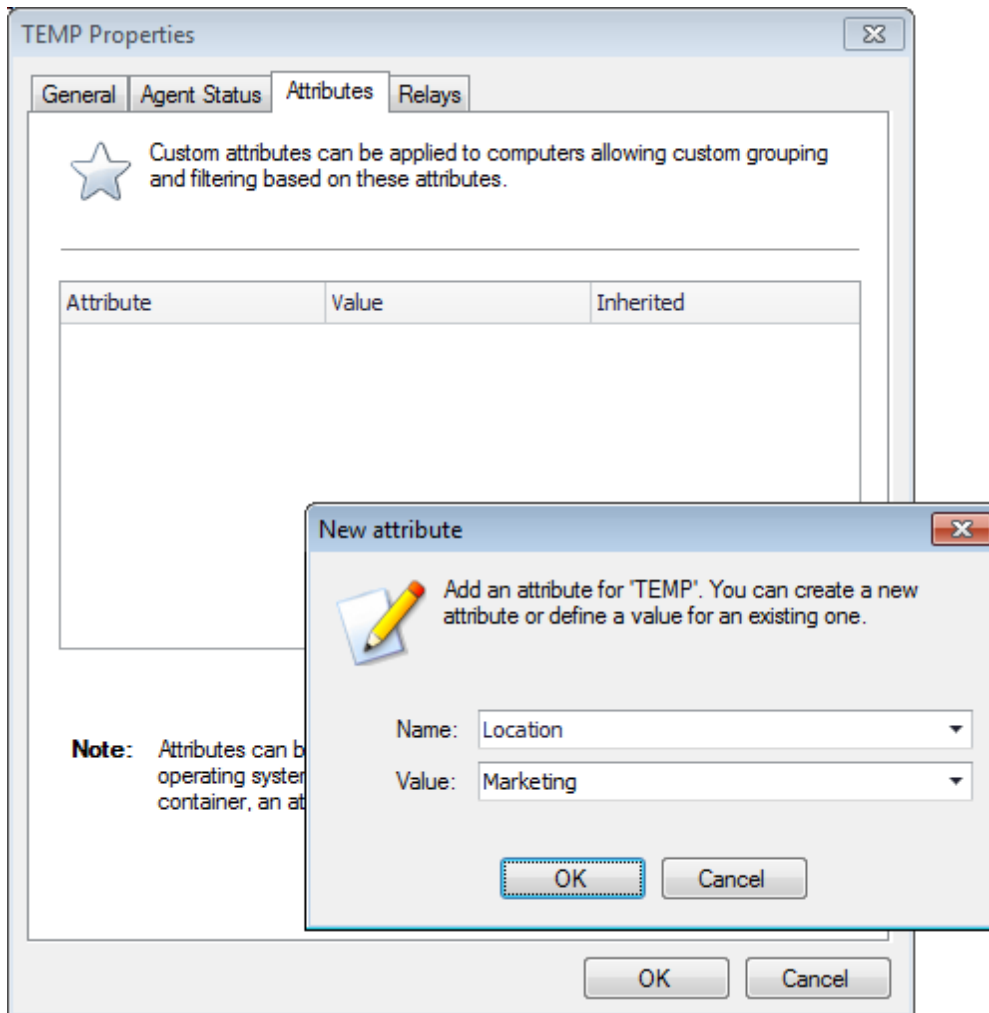 TEMP Properties
General Agent Status Attributes Relays
Custom attributes can be applied to computers allowing custom grouping
and filtering based on these attributes.
Attribute Value Inherited
New attribute
Add an attribute for 'TEMP'. You can create a new
attribute or define a value for an existing one.
Name: Location
Value: Marketing
OK Cancel
Note: Attributes can b
operating syster
container, an at
OK Cancel